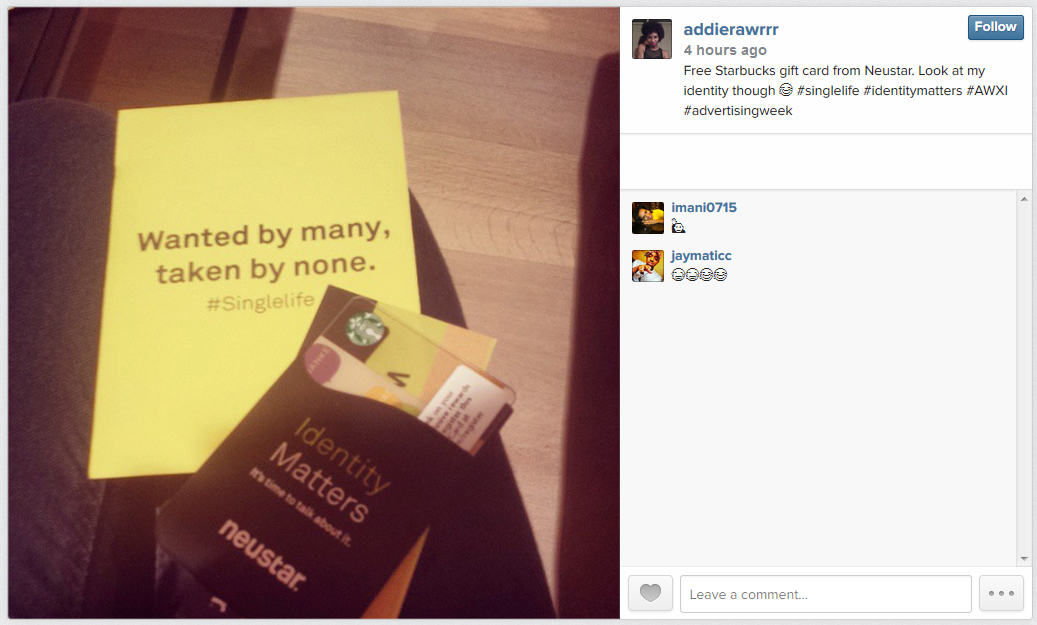 Wanted by many,
taken by none.
#Singlelife
Identity
Matters
It's time to talk about it.
neustar.
addierawrrr
Follow
4 hours ago
Free Starbucks gift card from Neustar. Look at my
identity though 😂 #singlelife #identitymatters #AWXI
#advertisingweek
imani0715
🙋
jaymaticc
😂😂😂😂
Leave a comment...